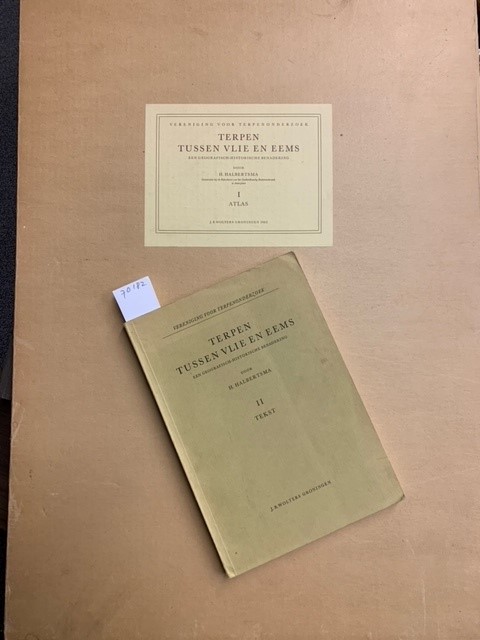 VERENIGING VOOR TERPENONDERZOEK
TERPEN
TUSSEN VLIE EN EEMS
EEN GEOGRAFISCH-HISTORISCHE BENADERING
DOOR
H. HALBERTSMA
I
ATLAS
J.B. WOLTERS GRONINGEN
70182
VERENIGING VOOR TERPENONDERZOEK
TERPEN
TUSSEN VLIE EN EEMS
EEN GEOGRAFISCH-HISTORISCHE BENADERING
DOOR
H. HALBERTSMA
II
TEKST
J.B. WOLTERS GRONINGEN